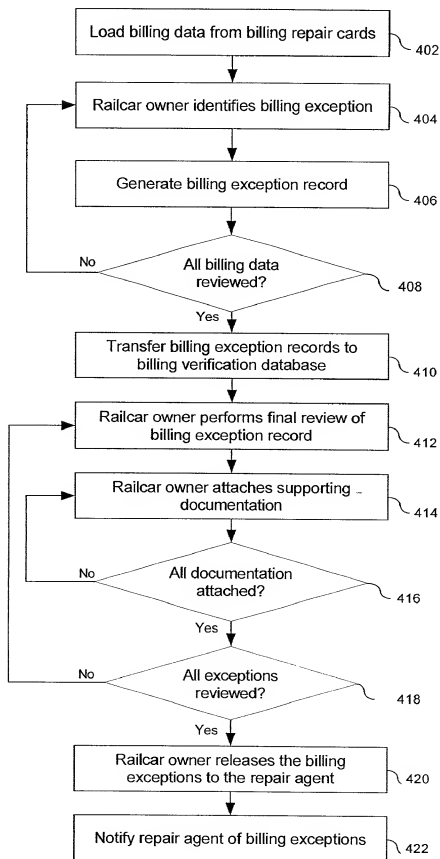 Load billing data from billing repair cards
402
Railcar owner identifies billing exception
404
Generate billing exception record
406
No
All billing data
reviewed?
408
Yes
Transfer billing exception records to
billing verification database
410
Railcar owner performs final review of
billing exception record
412
Railcar owner attaches supporting
documentation
414
No
All documentation
attached?
416
Yes
No
All exceptions
reviewed?
418
Yes
Railcar owner releases the billing
exceptions to the repair agent
420
Notify repair agent of billing exceptions
422